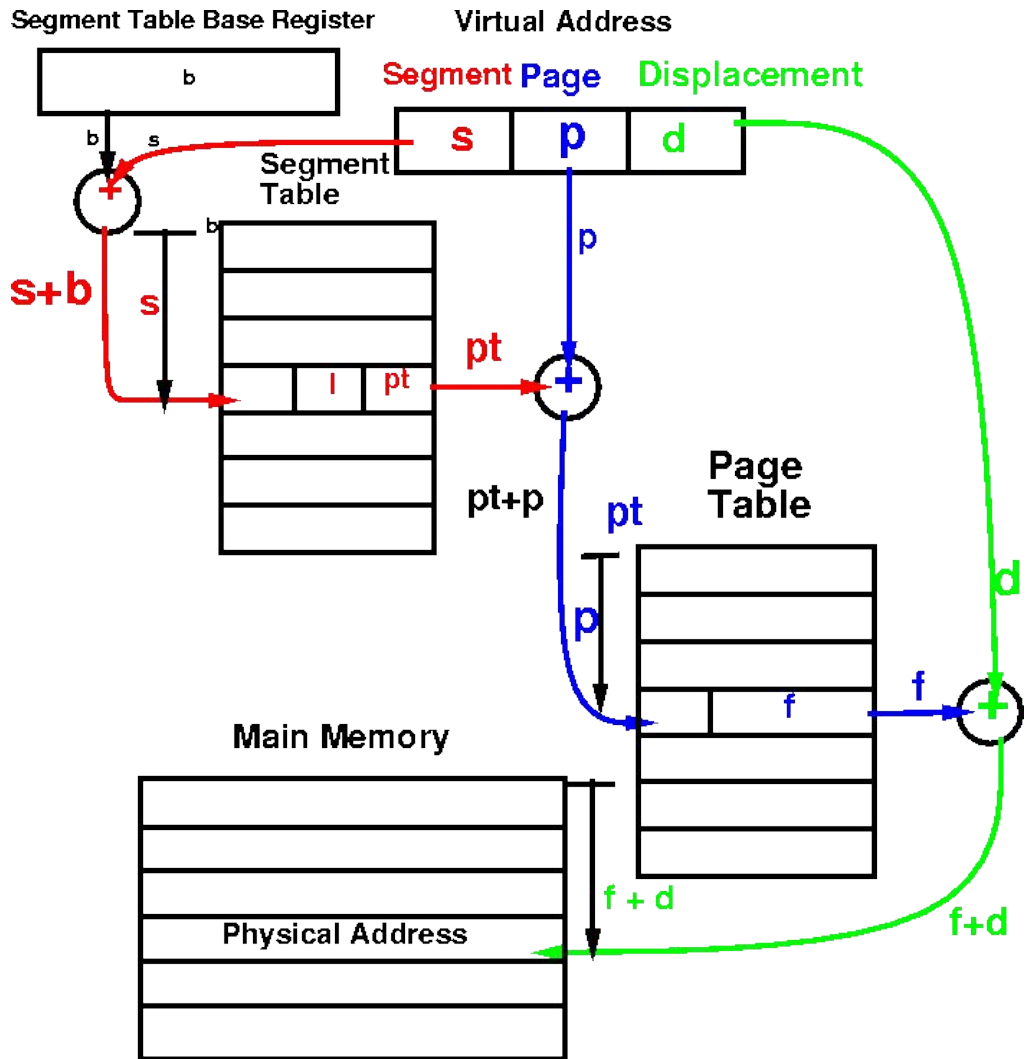 Segment Table Base Register
Virtual Address
b
Segment Page Displacement
b
s
s p d
Segment
Table
+
b
p
s+b
s
pt
l pt
+
Page
Table
pt+p
pt
d
p
f
f
+
Main Memory
f + d
f+d
Physical Address